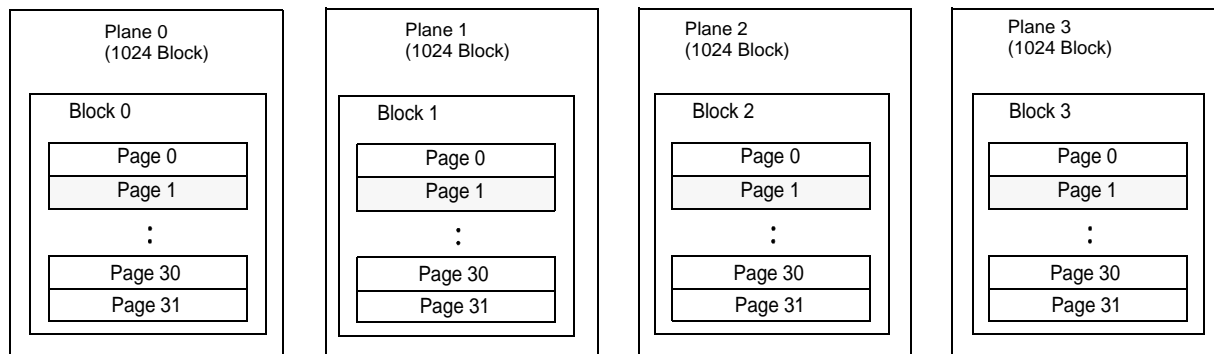 Plane 0
(1024 Block)
Block 0
Page 0
Page 1
:
Page 30
Page 31
Plane 1
(1024 Block)
Block 1
Page 0
Page 1
:
Page 30
Page 31
Plane 2
(1024 Block)
Block 2
Page 0
Page 1
:
Page 30
Page 31
Plane 3
(1024 Block)
Block 3
Page 0
Page 1
:
Page 30
Page 31